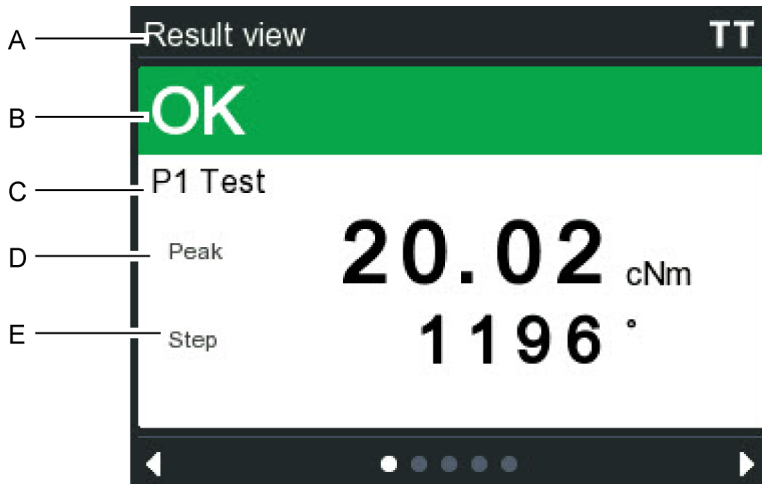 A Result view TT
B OK
C P1 Test
D Peak 20.02 cNm
E Step 1196 °